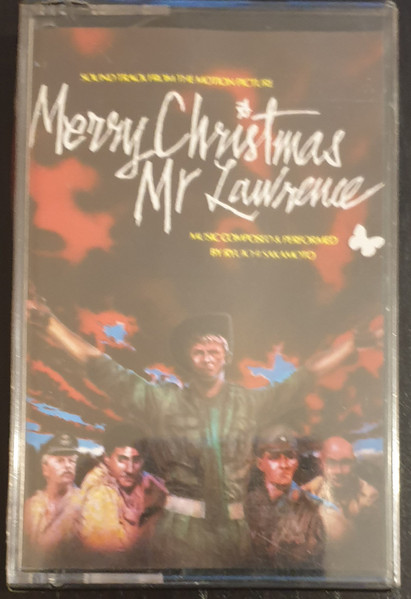 SOUND TRACK FROM THE MOTION PICTURE
Merry Christmas
Mr Lawrence
MUSIC COMPOSED & PERFORMED
BY RYUICHI SAKAMOTO